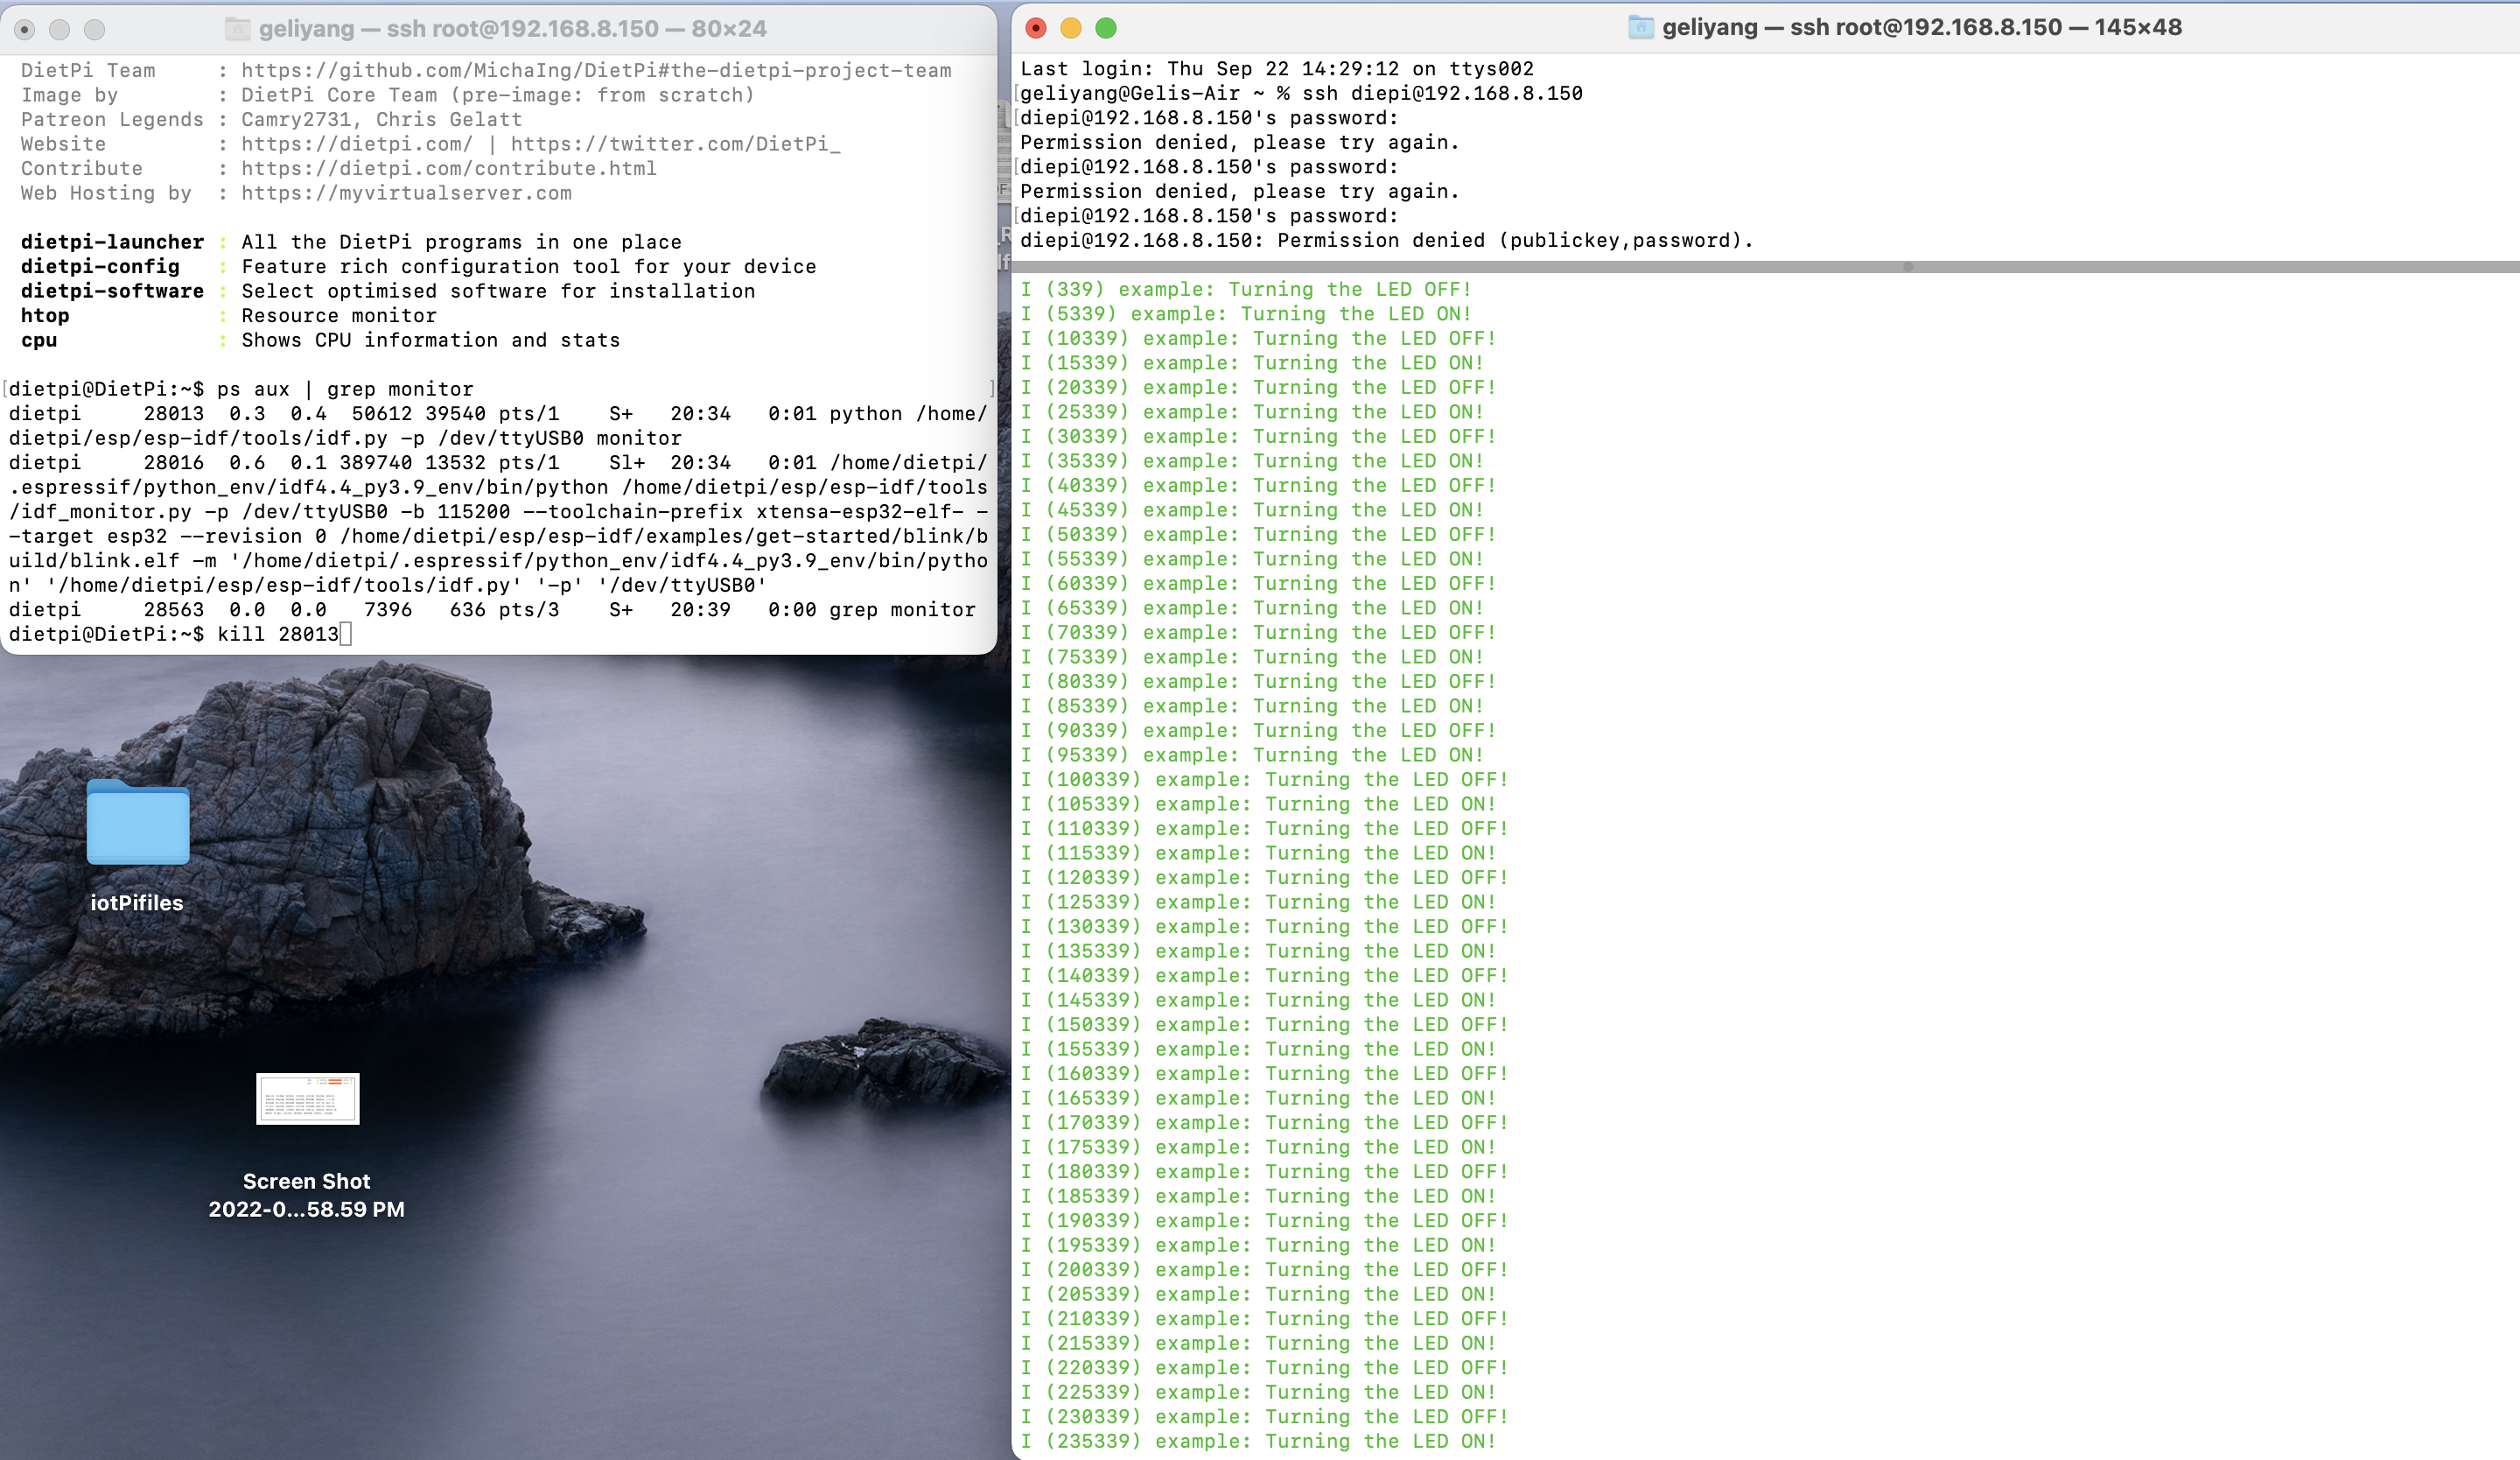 geliyang — ssh root@192.168.8.150 — 80×24
DietPi Team     : https://github.com/MichaIng/DietPi#the-dietpi-project-team
Image by        : DietPi Core Team (pre-image: from scratch)
Patreon Legends : Camry2731, Chris Gelatt
Website         : https://dietpi.com/ | https://twitter.com/DietPi_
Contribute      : https://dietpi.com/contribute.html
Web Hosting by  : https://myvirtualserver.com
dietpi-launcher : All the DietPi programs in one place
dietpi-config   : Feature rich configuration tool for your device
dietpi-software : Select optimised software for installation
htop            : Resource monitor
cpu             : Shows CPU information and stats
[dietpi@DietPi:~$ ps aux | grep monitor ]
dietpi     28013  0.3  0.4  50612 39540 pts/1    S+   20:34   0:01 python /home/
dietpi/esp/esp-idf/tools/idf.py -p /dev/ttyUSB0 monitor
dietpi     28016  0.6  0.1 389740 13532 pts/1    Sl+  20:34   0:01 /home/dietpi/
.espressif/python_env/idf4.4_py3.9_env/bin/python /home/dietpi/esp/esp-idf/tools
/idf_monitor.py -p /dev/ttyUSB0 -b 115200 --toolchain-prefix xtensa-esp32-elf- -
-target esp32 --revision 0 /home/dietpi/esp/esp-idf/examples/get-started/blink/b
uild/blink.elf -m '/home/dietpi/.espressif/python_env/idf4.4_py3.9_env/bin/pytho
n' '/home/dietpi/esp/esp-idf/tools/idf.py' '-p' '/dev/ttyUSB0'
dietpi     28563  0.0  0.0   7396   636 pts/3    S+   20:39   0:00 grep monitor
dietpi@DietPi:~$ kill 28013
iotPifiles
Screen Shot
2022-0...58.59 PM
geliyang — ssh root@192.168.8.150 — 145×48
Last login: Thu Sep 22 14:29:12 on ttys002
[geliyang@Gelis-Air ~ % ssh diepi@192.168.8.150
[diepi@192.168.8.150's password:
Permission denied, please try again.
[diepi@192.168.8.150's password:
Permission denied, please try again.
[diepi@192.168.8.150's password:
diepi@192.168.8.150: Permission denied (publickey,password).
I (339) example: Turning the LED OFF!
I (5339) example: Turning the LED ON!
I (10339) example: Turning the LED OFF!
I (15339) example: Turning the LED ON!
I (20339) example: Turning the LED OFF!
I (25339) example: Turning the LED ON!
I (30339) example: Turning the LED OFF!
I (35339) example: Turning the LED ON!
I (40339) example: Turning the LED OFF!
I (45339) example: Turning the LED ON!
I (50339) example: Turning the LED OFF!
I (55339) example: Turning the LED ON!
I (60339) example: Turning the LED OFF!
I (65339) example: Turning the LED ON!
I (70339) example: Turning the LED OFF!
I (75339) example: Turning the LED ON!
I (80339) example: Turning the LED OFF!
I (85339) example: Turning the LED ON!
I (90339) example: Turning the LED OFF!
I (95339) example: Turning the LED ON!
I (100339) example: Turning the LED OFF!
I (105339) example: Turning the LED ON!
I (110339) example: Turning the LED OFF!
I (115339) example: Turning the LED ON!
I (120339) example: Turning the LED OFF!
I (125339) example: Turning the LED ON!
I (130339) example: Turning the LED OFF!
I (135339) example: Turning the LED ON!
I (140339) example: Turning the LED OFF!
I (145339) example: Turning the LED ON!
I (150339) example: Turning the LED OFF!
I (155339) example: Turning the LED ON!
I (160339) example: Turning the LED OFF!
I (165339) example: Turning the LED ON!
I (170339) example: Turning the LED OFF!
I (175339) example: Turning the LED ON!
I (180339) example: Turning the LED OFF!
I (185339) example: Turning the LED ON!
I (190339) example: Turning the LED OFF!
I (195339) example: Turning the LED ON!
I (200339) example: Turning the LED OFF!
I (205339) example: Turning the LED ON!
I (210339) example: Turning the LED OFF!
I (215339) example: Turning the LED ON!
I (220339) example: Turning the LED OFF!
I (225339) example: Turning the LED ON!
I (230339) example: Turning the LED OFF!
I (235339) example: Turning the LED ON!